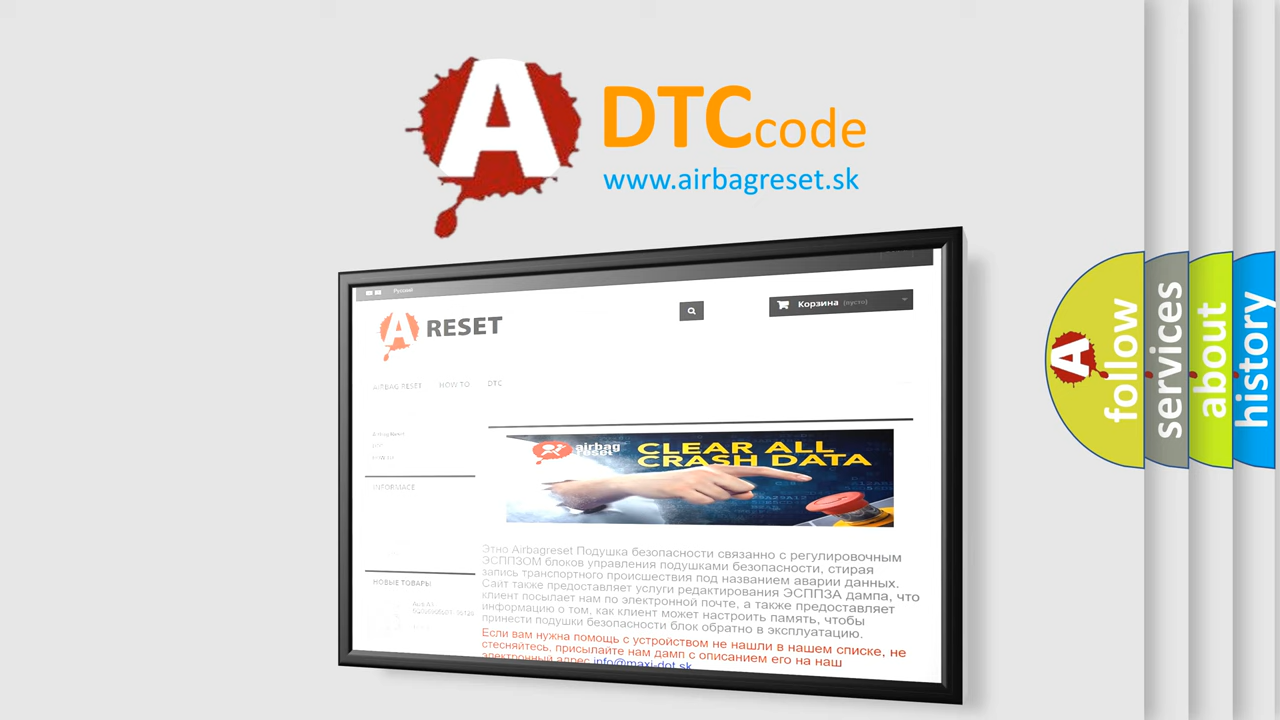 A
DTCcode
www.airbagreset.sk
Русский
A RESET
Корзина (пусто)
AIRBAG RESET HOW TO DTC
airbag
reset
CLEAR ALL
CRASH DATA
INFORMACE
НОВЫЕ ТОВАРЫ
Этно Airbagreset Подушка безопасности связанно с регулировочным
ЭСППЗОМ блоков управления подушками безопасности, стирая
запись транспортного происшествия под названием аварии данных.
Сайт также предоставляет услуги редактирования ЭСППЗА дампа, что
клиент посылает нам по электронной почте, а также предоставляет
информацию о том, как клиент может настроить память, чтобы
принести подушки безопасности блок обратно в эксплуатацию.
Если вам нужна помощь с устройством не нашли в нашем списке, не
стесняйтесь, присылайте нам дамп с описанием его на наш
электронный адрес info@maxi-dot.sk
A
follow
services
about
history